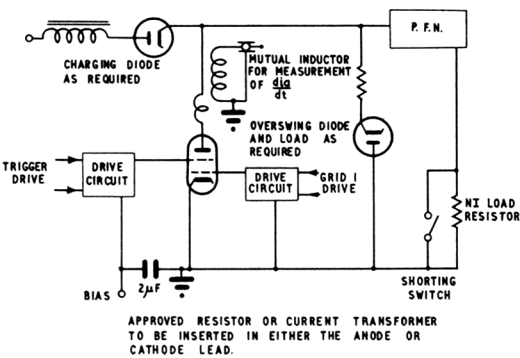 P.F.N.
CHARGING DIODE
AS REQUIRED
MUTUAL INDUCTOR
FOR MEASUREMENT
OF dia
dt
OVERSWING DIODE
AND LOAD AS
REQUIRED
TRIGGER
DRIVE
DRIVE
CIRCUIT
DRIVE
CIRCUIT
GRID 1
DRIVE
NI LOAD
RESISTOR
SHORTING
SWITCH
BIAS
2µF
APPROVED RESISTOR OR CURRENT TRANSFORMER
TO BE INSERTED IN EITHER THE ANODE OR
CATHODE LEAD.